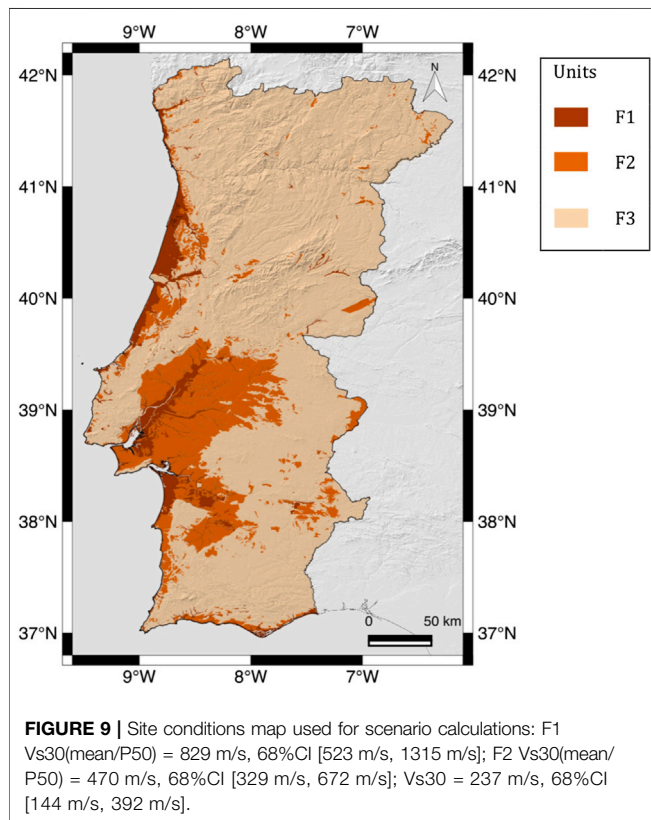 9°W 8°W 7°W
42°N 42°N
N
41°N 41°N
40°N 40°N
39°N 39°N
38°N 38°N
37°N 37°N
0 50 km
9°W 8°W 7°W
Units
F1
F2
F3
FIGURE 9 | Site conditions map used for scenario calculations: F1
Vs30(mean/P50) = 829 m/s, 68%CI [523 m/s, 1315 m/s]; F2 Vs30(mean/
P50) = 470 m/s, 68%CI [329 m/s, 672 m/s]; Vs30 = 237 m/s, 68%CI
[144 m/s, 392 m/s].